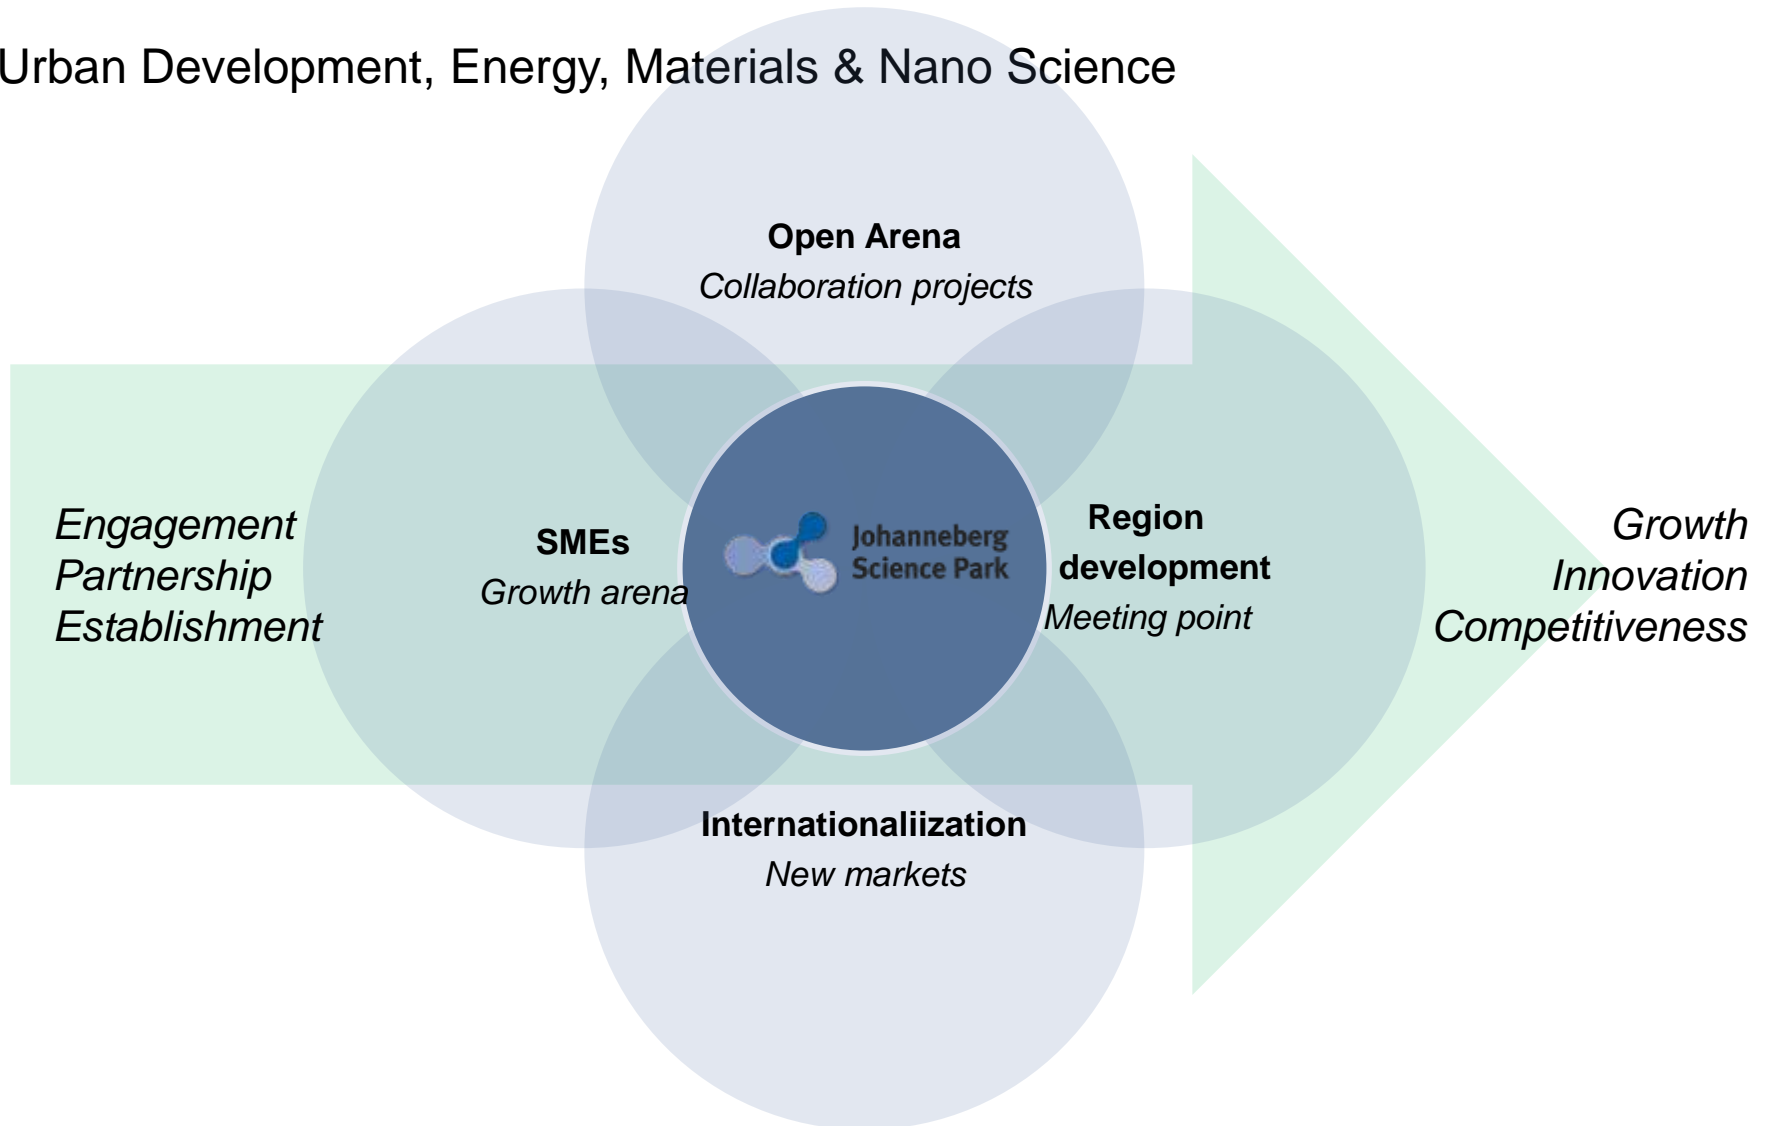 Urban Development, Energy, Materials & Nano Science
Open Arena
Collaboration projects
Engagement
Partnership
Establishment
SMEs
Growth arena
Johanneberg
Science Park
Region
development
Meeting point
Growth
Innovation
Competitiveness
Internationaliization
New markets